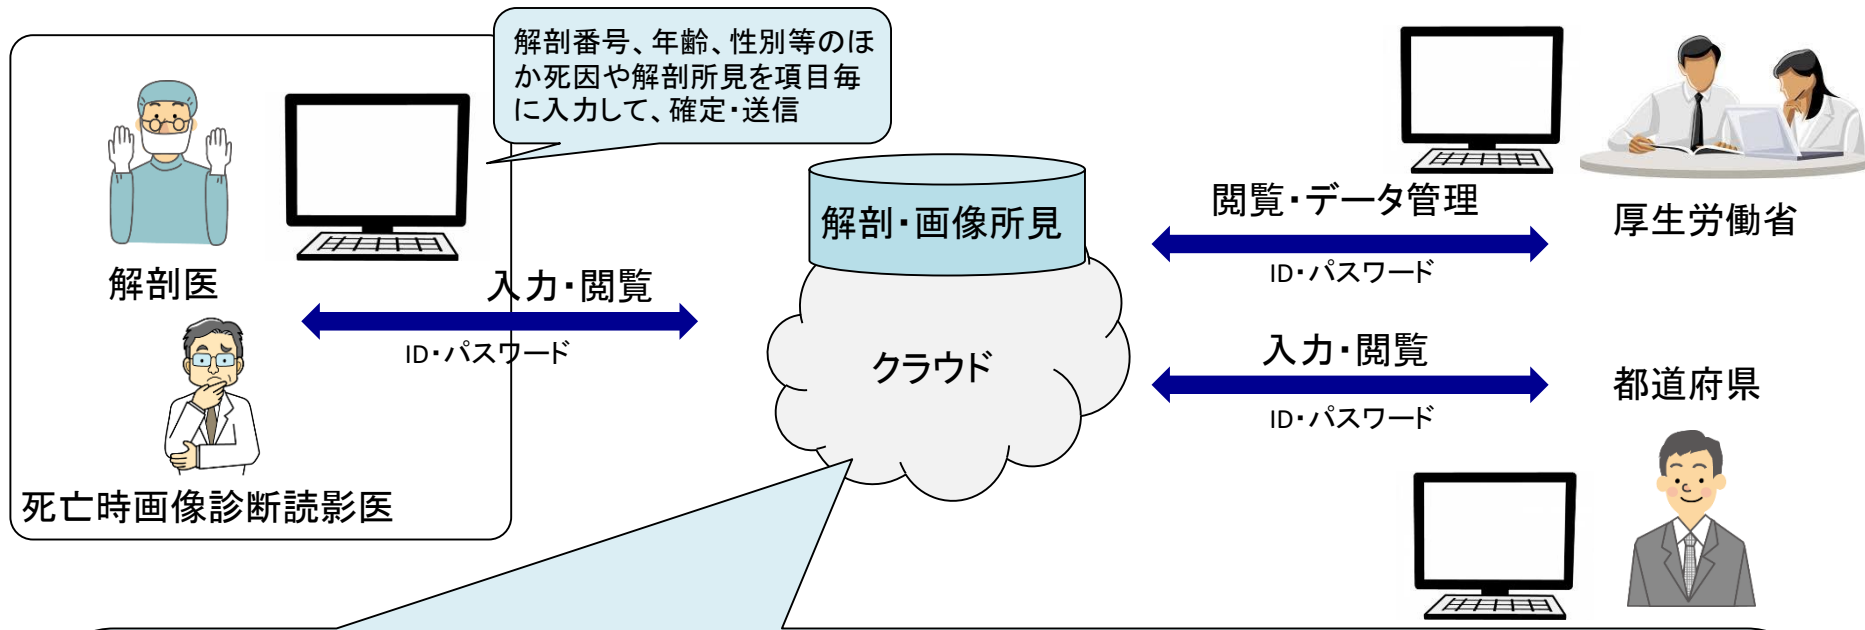 解剖番号、年齢、性別等のほ
か死因や解剖所見を項目毎
に入力して、確定・送信
解剖医
入力・閲覧
ID・パスワード
死亡時画像診断読影医
解剖・画像所見
クラウド
閲覧・データ管理
ID・パスワード
厚生労働省
入力・閲覧
ID・パスワード
都道府県